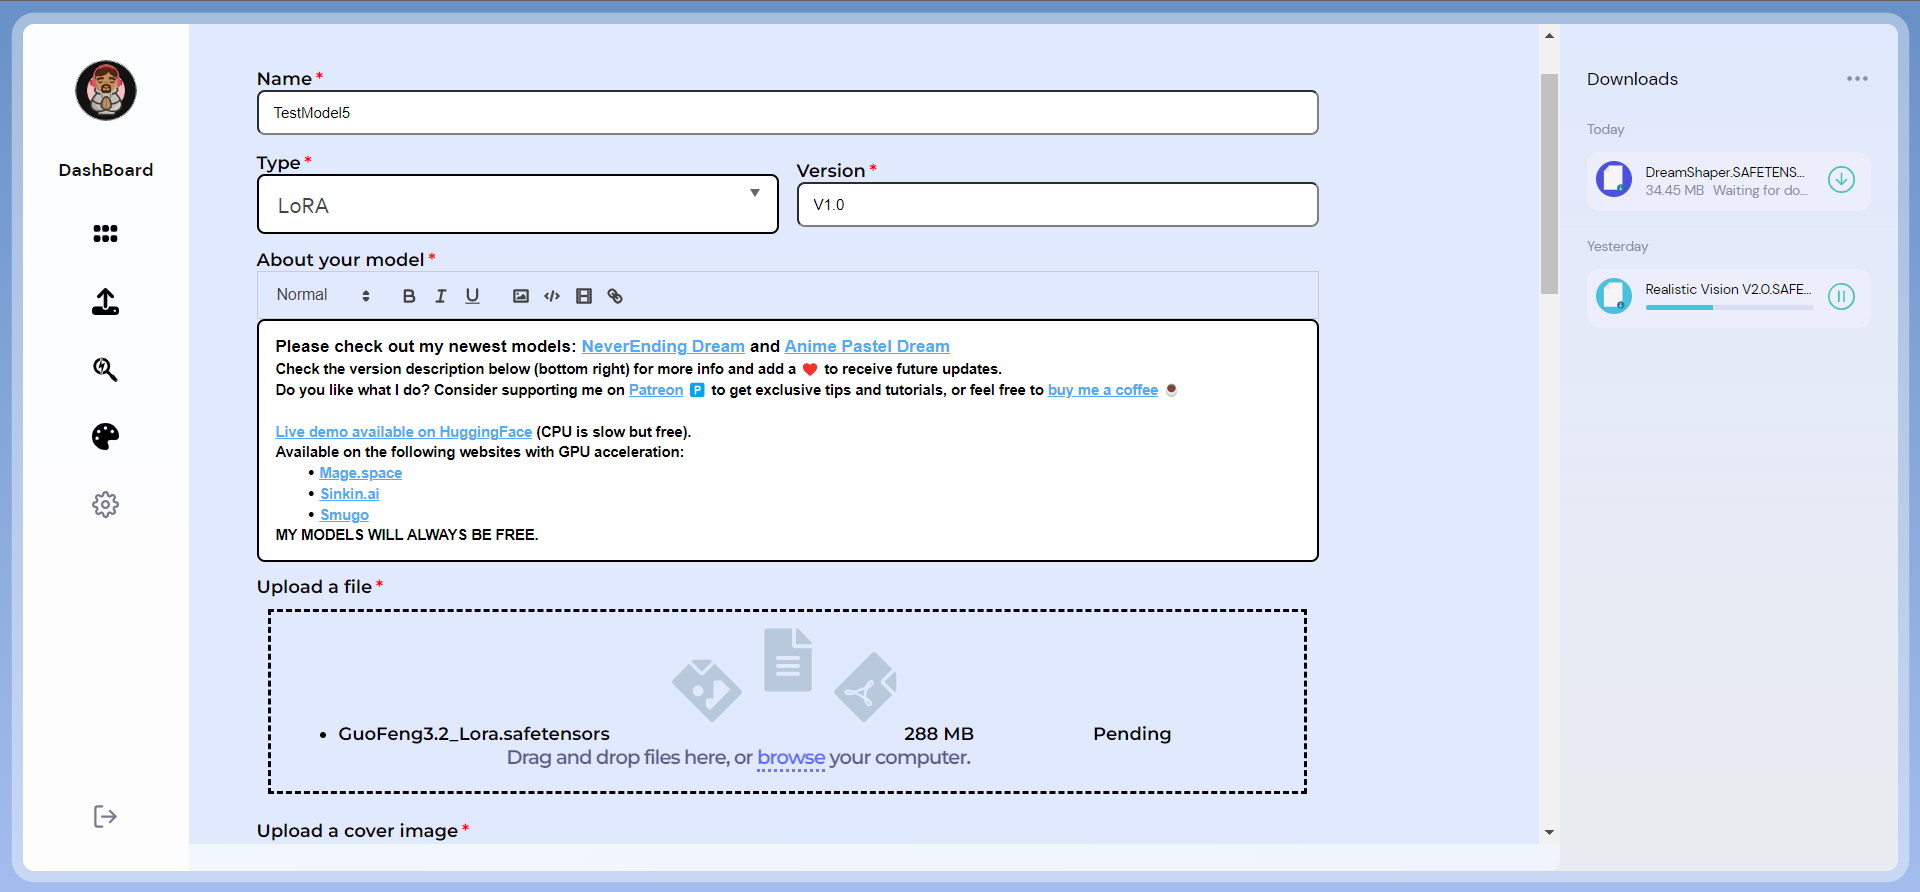 DashBoard
Name *
TestModel5
Type *
LoRA
Version *
V1.0
About your model *
Normal
Please check out my newest models: NeverEnding Dream and Anime Pastel Dream
Check the version description below (bottom right) for more info and add a ❤️ to receive future updates.
Do you like what I do? Consider supporting me on Patreon 🅿️ to get exclusive tips and tutorials, or feel free to buy me a coffee ☕
Live demo available on HuggingFace (CPU is slow but free).
Available on the following websites with GPU acceleration:
• Mage.space
• Sinkin.ai
• Smugo
MY MODELS WILL ALWAYS BE FREE.
Upload a file *
• GuoFeng3.2_Lora.safetensors 288 MB Pending
Drag and drop files here, or browse your computer.
Upload a cover image *
Downloads
Today
DreamShaper.SAFETENS...
34.45 MB Waiting for do...
Yesterday
Realistic Vision V2.0.SAFE...